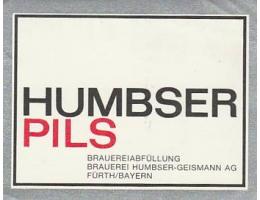 HUMBSER
PILS
BRAUEREIABFÜLLUNG
BRAUEREI HUMBSER-GEISMANN AG
FÜRTH/BAYERN